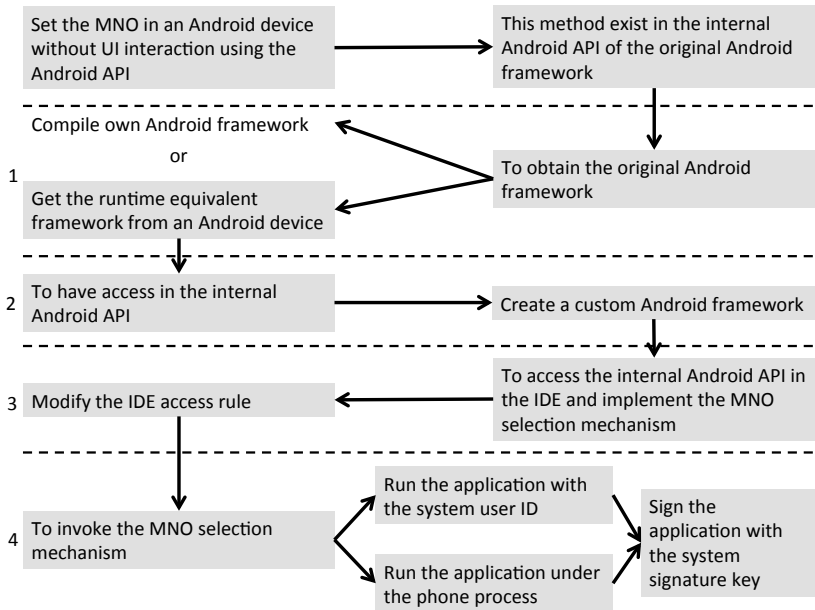 Set the MNO in an Android device
without UI interaction using the
Android API
This method exist in the internal
Android API of the original Android
framework
1
Compile own Android framework
or
Get the runtime equivalent
framework from an Android device
To obtain the original Android
framework
2
To have access in the internal
Android API
Create a custom Android framework
3
Modify the IDE access rule
To access the internal Android API in
the IDE and implement the MNO
selection mechanism
4
To invoke the MNO selection
mechanism
Run the application with
the system user ID
Run the application under
the phone process
Sign the
application with
the system
signature key